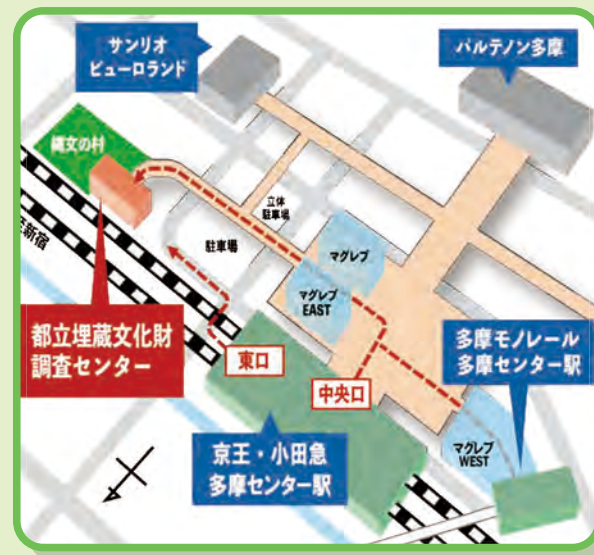 サンリオ
ピューロランド
パルテノン多摩
縄文の村
至新宿
立体
駐車場
駐車場
マグレブ
マグレブ
EAST
都立埋蔵文化財
調査センター
東口
中央口
多摩モノレール
多摩センター駅
京王・小田急
多摩センター駅
マグレブ
WEST